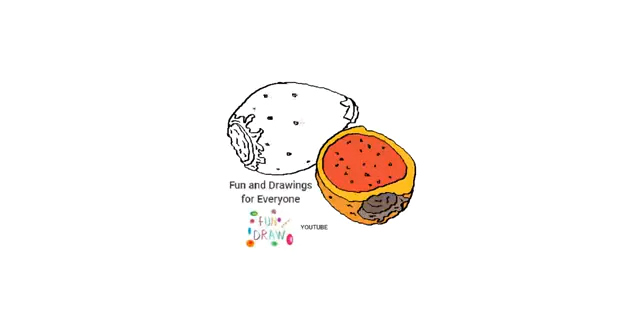 Fun and Drawings
for Everyone
FUN
DRAW
YOUTUBE